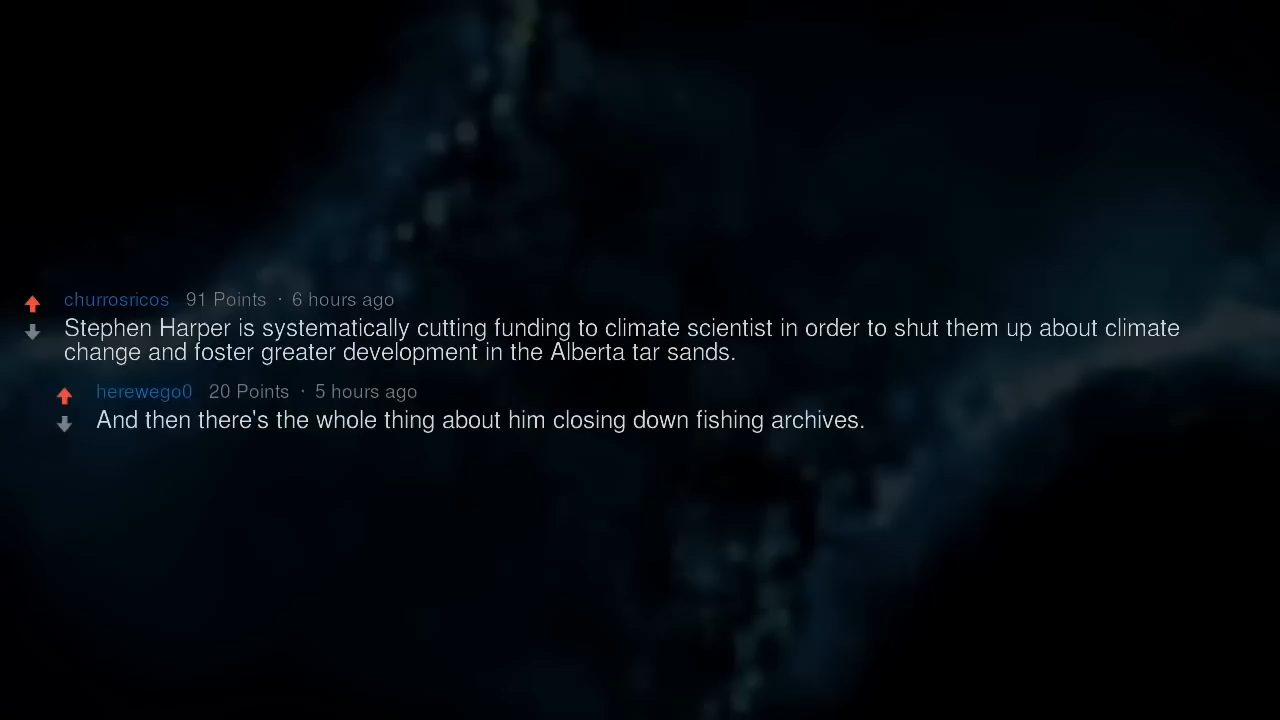 churrosricos 91 Points · 6 hours ago
Stephen Harper is systematically cutting funding to climate scientist in order to shut them up about climate
change and foster greater development in the Alberta tar sands.
herewego0 20 Points · 5 hours ago
And then there's the whole thing about him closing down fishing archives.